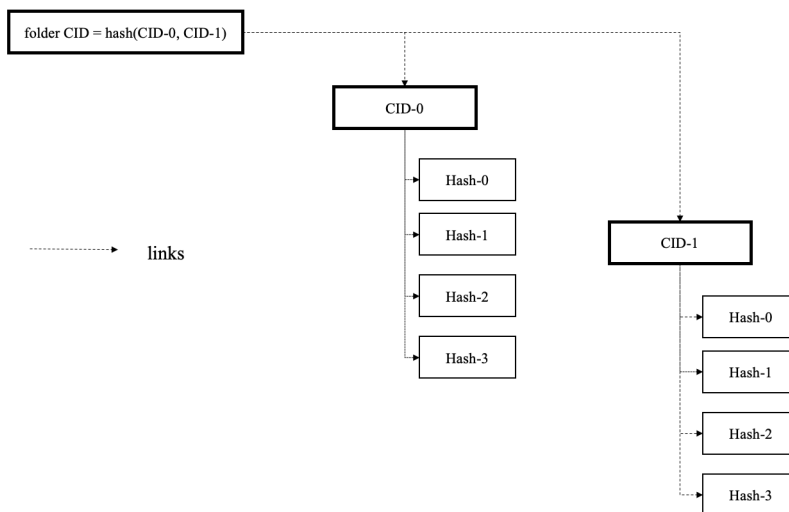 folder CID = hash(CID-0, CID-1)
CID-0
Hash-0
Hash-1
Hash-2
Hash-3
links
CID-1
Hash-0
Hash-1
Hash-2
Hash-3